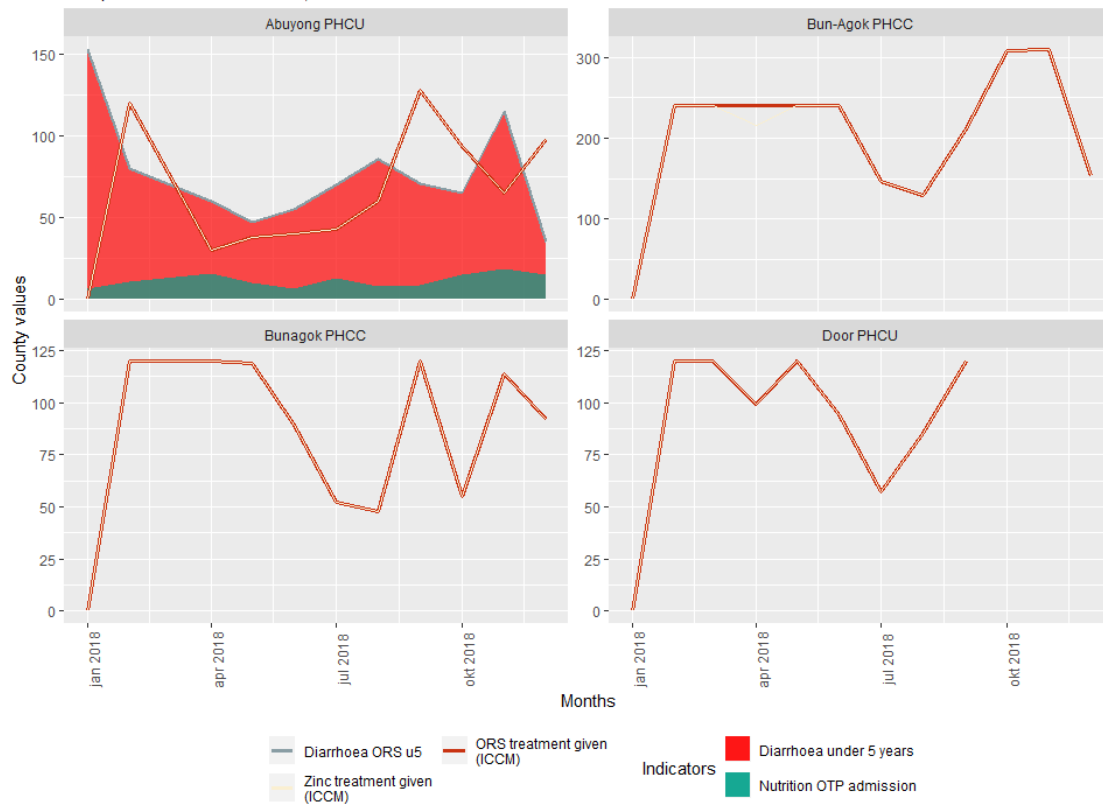 Abuyong PHCU
Bun-Agok PHCC
150
100
50
0
300
200
100
0
Bunagok PHCC
Door PHCU
125
100
75
50
25
0
125
100
75
50
25
0
County values
jan 2018
apr 2018
jul 2018
okt 2018
jan 2018
apr 2018
jul 2018
okt 2018
Months
Diarrhoea ORS u5
ORS treatment given
(ICCM)
Zinc treatment given
(ICCM)
Indicators
Diarrhoea under 5 years
Nutrition OTP admission